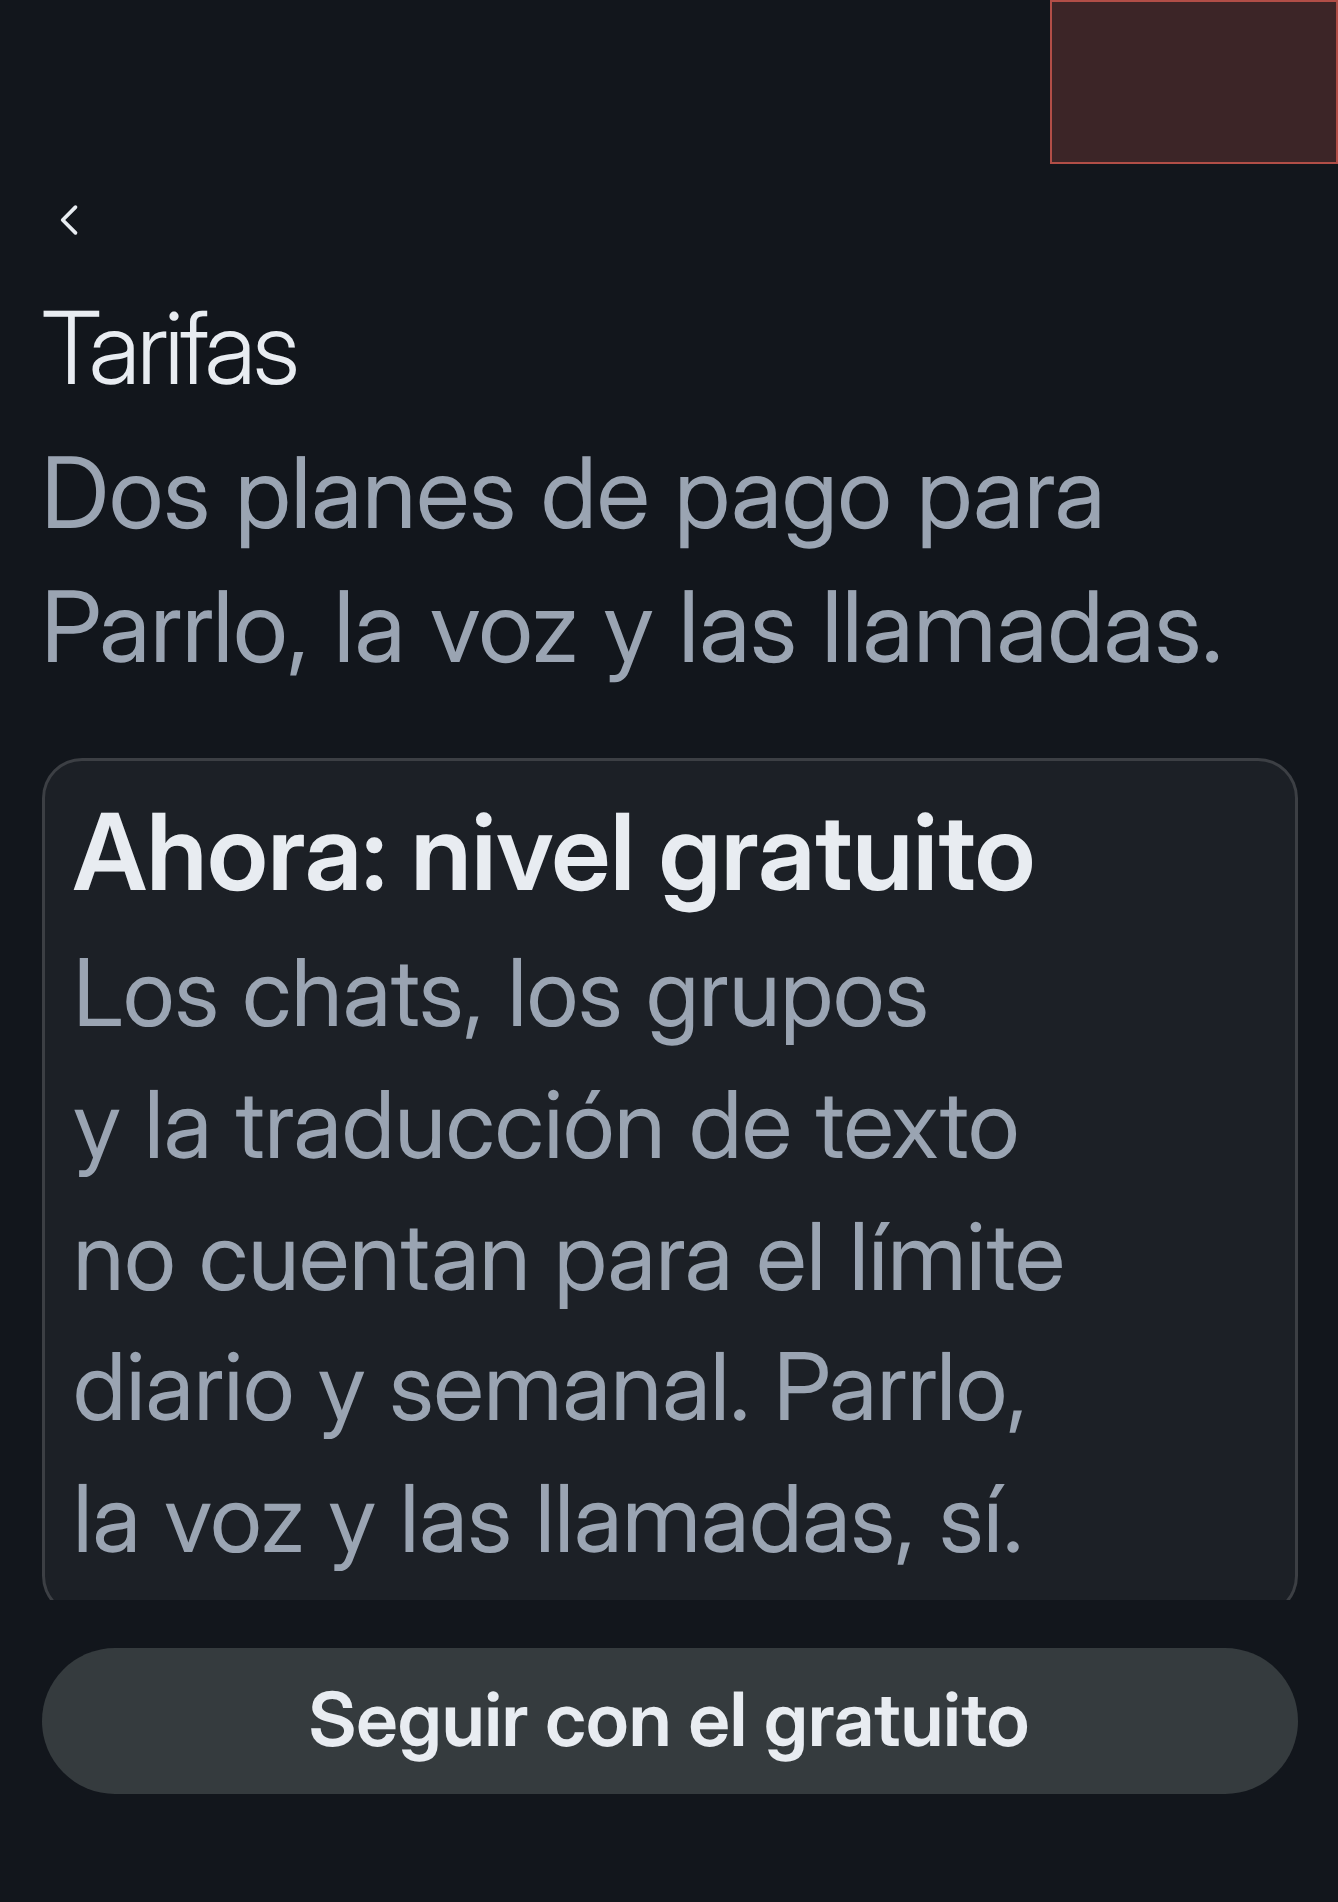 Tarifas
Dos planes de pago para
Parrlo, la voz y las llamadas.
Ahora: nivel gratuito
Los chats, los grupos
y la traducción de texto
no cuentan para el límite
diario y semanal. Parrlo,
la voz y las llamadas, sí.
Seguir con el gratuito